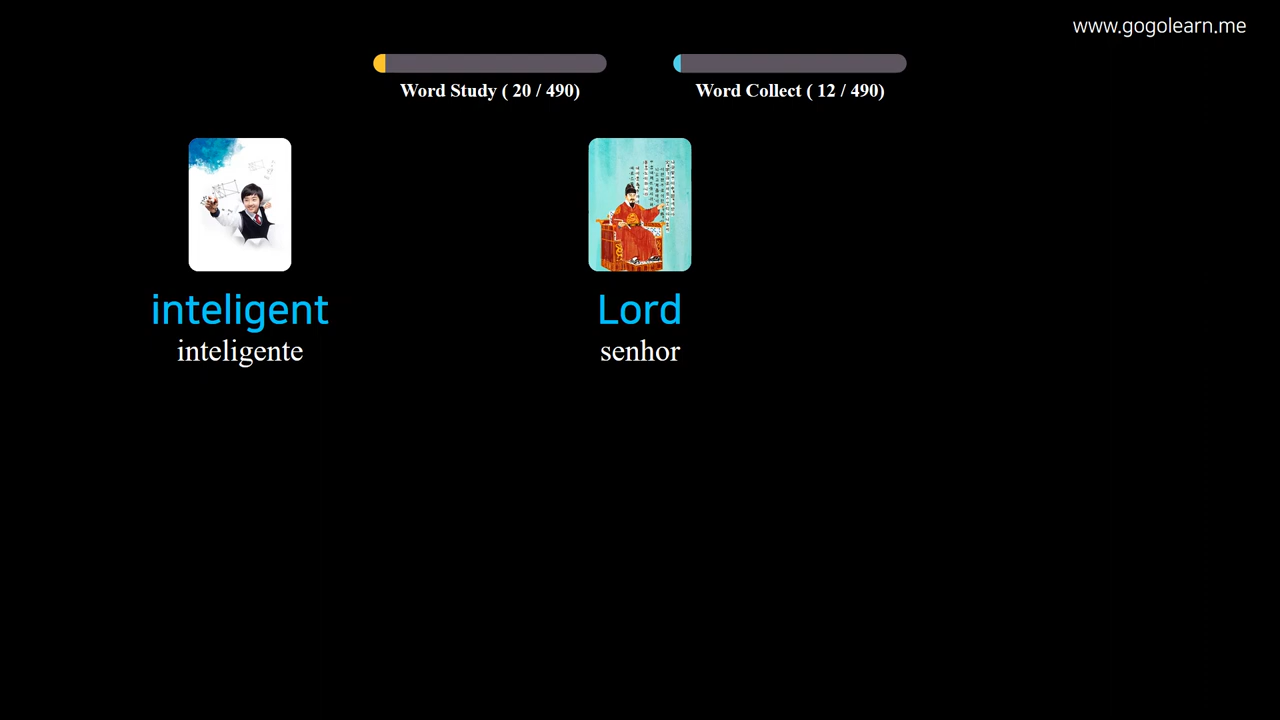 www.gogolearn.me
Word Study ( 20 / 490)
Word Collect ( 12 / 490)
inteligent
inteligente
Lord
senhor